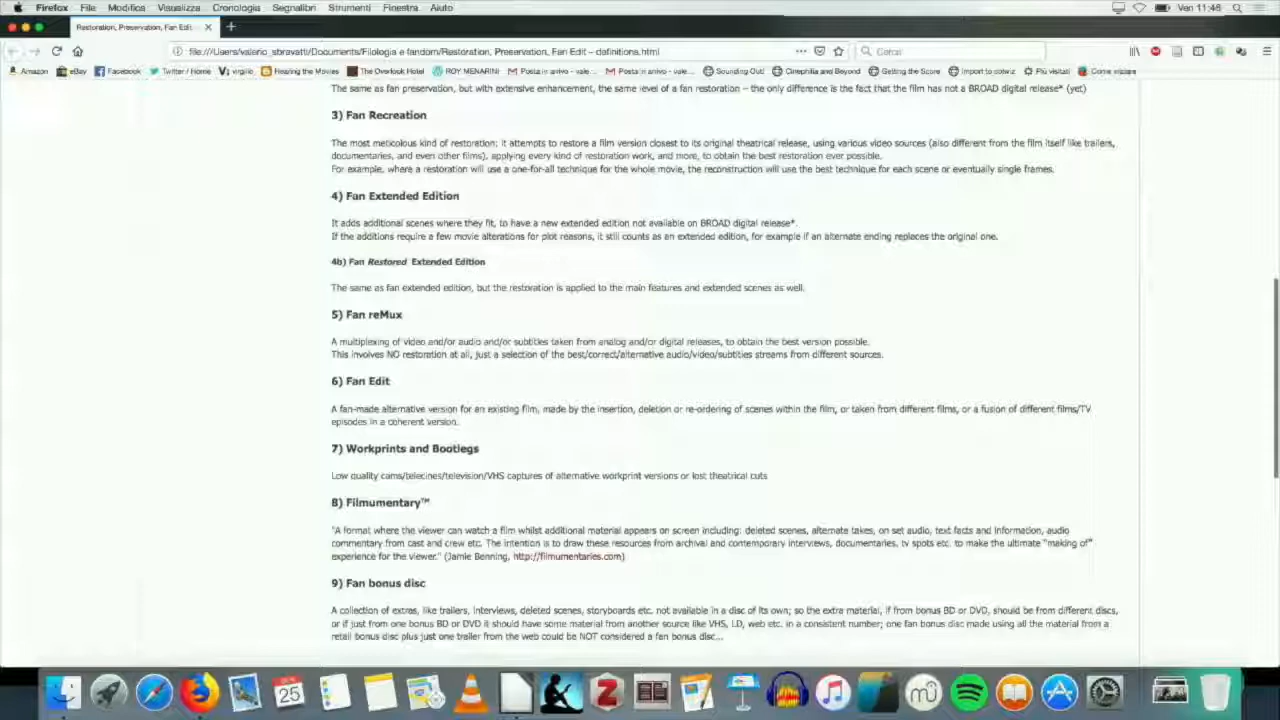 Firefox File Modifica Visualizza Cronologia Segnalibri Strumenti Finestra Aiuto Ven 11:46
Restoration, Preservation, Fan Edit
file:///Users/valerio_sbravatti/Documents/Filologia e fandom/Restoration, Preservation, Fan Edit – definitions.html Cerca
Amazon eBay Facebook Twitter / Home virgilio Hearing the Movies The Overlook Hotel ROY MENARINI Posta in arrivo - vale... Posta in arrivo - vale... Sounding Out! Cinephilia and Beyond Getting the Score Import to sotwiz Più visitati Come iniziare
The same as fan preservation, but with extensive enhancement, the same level of a fan restoration – the only difference is the fact that the film has not a BROAD digital release* (yet)
3) Fan Recreation
The most meticolous kind of restoration; it attempts to restore a film version closest to its original theatrical release, using various video sources (also different from the film itself like trailers,
documentaries, and even other films), applying every kind of restoration work, and more, to obtain the best restoration ever possible.
For example, where a restoration will use a one-for-all technique for the whole movie, the reconstruction will use the best technique for each scene or eventually single frames.
4) Fan Extended Edition
It adds additional scenes where they fit, to have a new extended edition not available on BROAD digital release*.
If the additions require a few movie alterations for plot reasons, it still counts as an extended edition, for example if an alternate ending replaces the original one.
4b) Fan Restored Extended Edition
The same as fan extended edition, but the restoration is applied to the main features and extended scenes as well.
5) Fan reMux
A multiplexing of video and/or audio and/or subtitles taken from analog and/or digital releases, to obtain the best version possible.
This involves NO restoration at all, just a selection of the best/correct/alternative audio/video/subtitles streams from different sources.
6) Fan Edit
A fan-made alternative version for an existing film, made by the insertion, deletion or re-ordering of scenes within the film, or taken from different films, or a fusion of different films/TV
episodes in a coherent version.
7) Workprints and Bootlegs
Low quality cams/telecines/television/VHS captures of alternative workprint versions or lost theatrical cuts
8) Filmumentary™
"A format where the viewer can watch a film whilst additional material appears on screen including: deleted scenes, alternate takes, on set audio, text facts and information, audio
commentary from cast and crew etc. The intention is to draw these resources from archival and contemporary interviews, documentaries, tv spots etc. to make the ultimate "making of"
experience for the viewer." (Jamie Benning, http://filmumentaries.com)
9) Fan bonus disc
A collection of extras, like trailers, interviews, deleted scenes, storyboards etc. not available in a disc of its own; so the extra material, if from bonus BD or DVD, should be from different discs,
or if just from one bonus BD or DVD it should have some material from another source like VHS, LD, web etc. in a consistent number; one fan bonus disc made using all the material from a
retail bonus disc plus just one trailer from the web could be NOT considered a fan bonus disc...
25